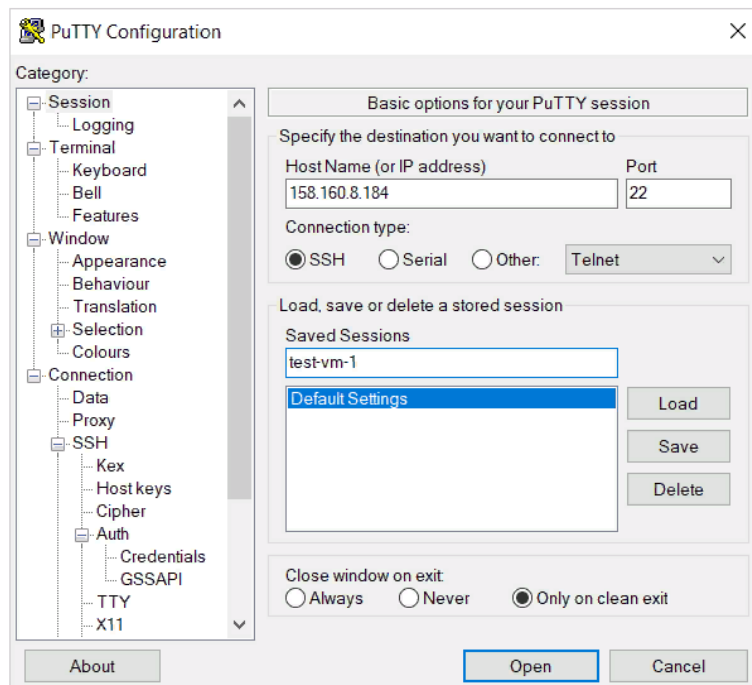 PuTTY Configuration
Category:
Session
Logging
Terminal
Keyboard
Bell
Features
Window
Appearance
Behaviour
Translation
Selection
Colours
Connection
Data
Proxy
SSH
Kex
Host keys
Cipher
Auth
Credentials
GSSAPI
TTY
X11
Basic options for your PuTTY session
Specify the destination you want to connect to
Host Name (or IP address) Port
158.160.8.184 22
Connection type:
SSH Serial Other: Telnet
Load, save or delete a stored session
Saved Sessions
test-vm-1
Default Settings
Load
Save
Delete
Close window on exit:
Always Never Only on clean exit
About Open Cancel